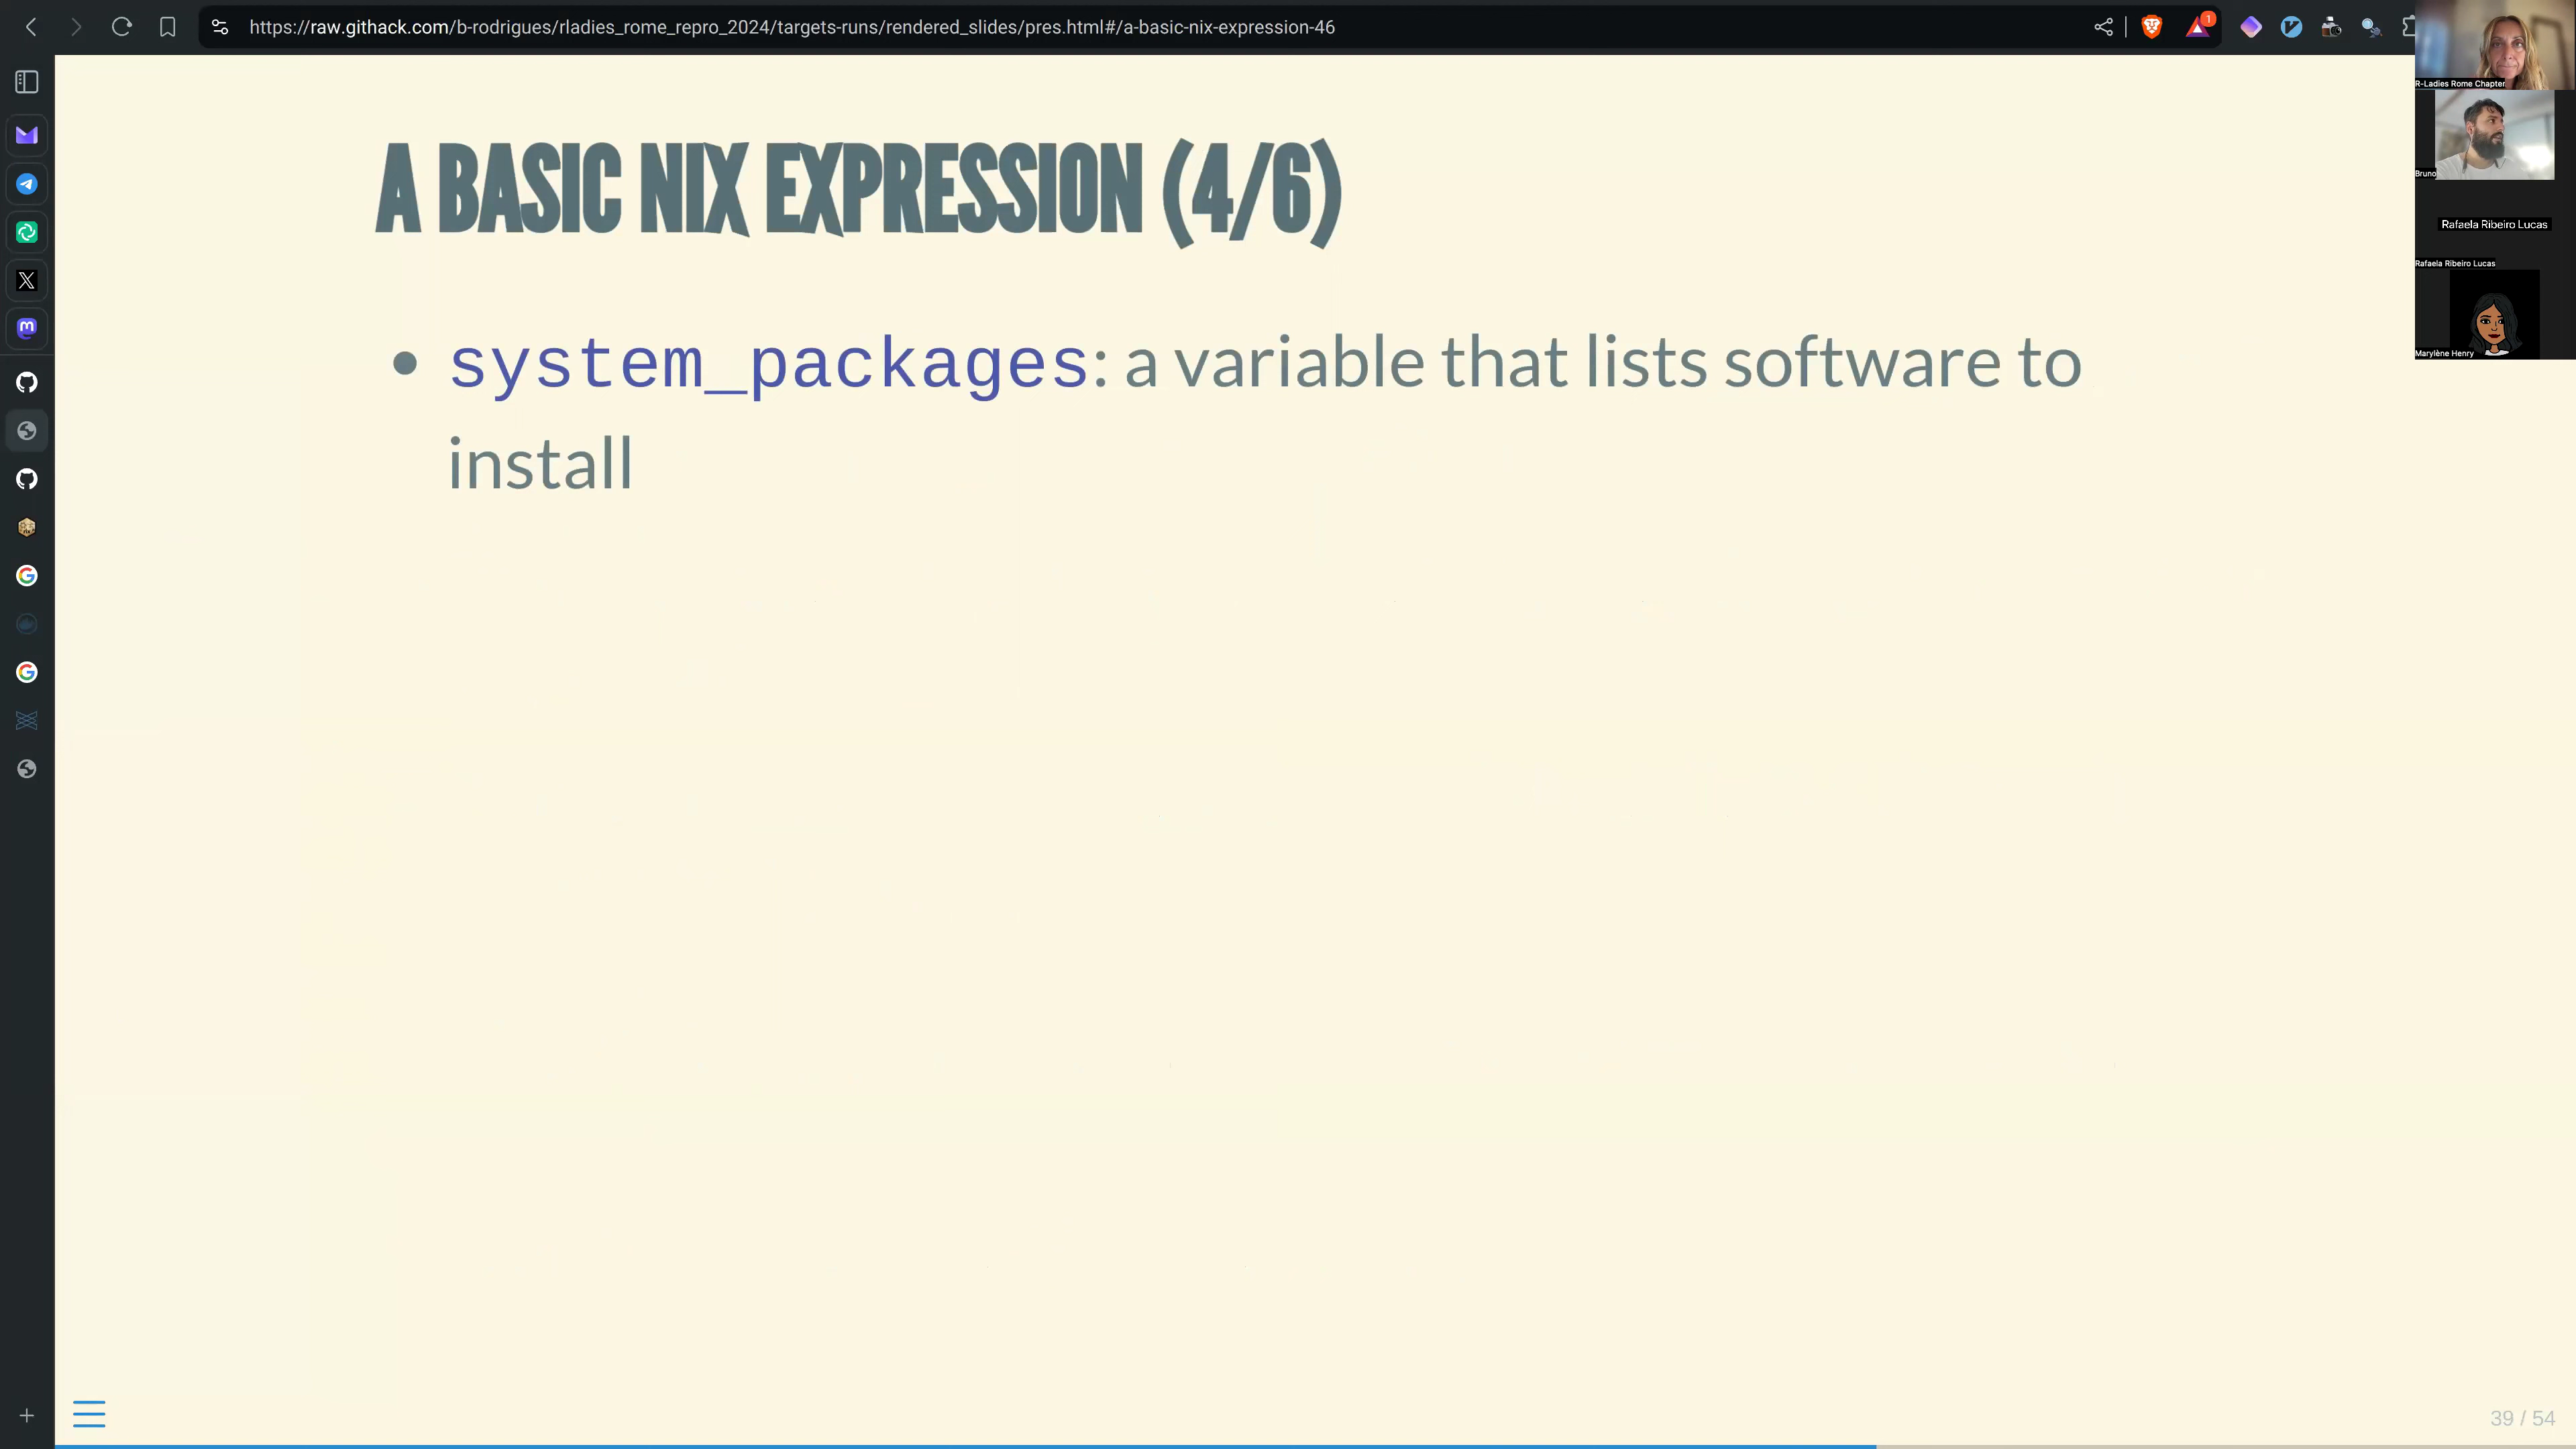 https://raw.githack.com/b-rodrigues/rladies_rome_repro_2024/targets-runs/rendered_slides/pres.html#/a-basic-nix-expression-46
1
R-Ladies Rome Chapter
Bruno
Rafaela Ribeiro Lucas
Rafaela Ribeiro Lucas
Marylène Henry
A BASIC NIX EXPRESSION (4/6)
• system_packages: a variable that lists software to
install
39 / 54